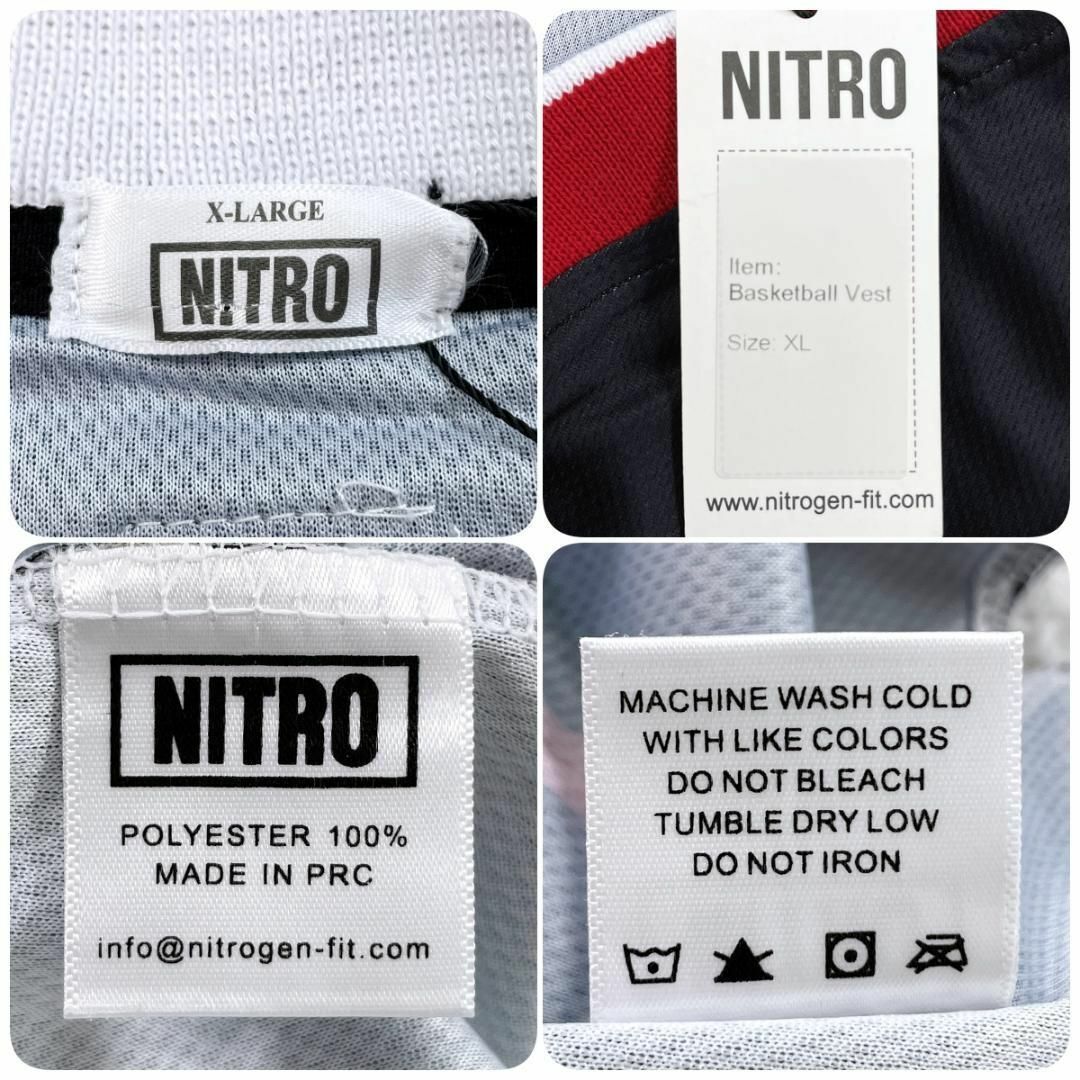 X-LARGE
NITRO
NITRO
Item:
Basketball Vest
Size: XL
www.nitrogen-fit.com
NITRO
POLYESTER 100%
MADE IN PRC
info@nitrogen-fit.com
MACHINE WASH COLD
WITH LIKE COLORS
DO NOT BLEACH
TUMBLE DRY LOW
DO NOT IRON